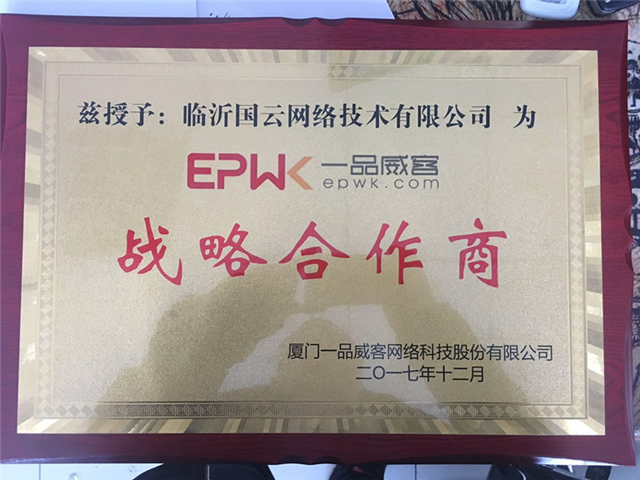 兹授予：临沂国云网络技术有限公司 为
EPWK 一品威客
epwk.com
战略合作商
厦门一品威客网络科技股份有限公司
二〇一七年十二月